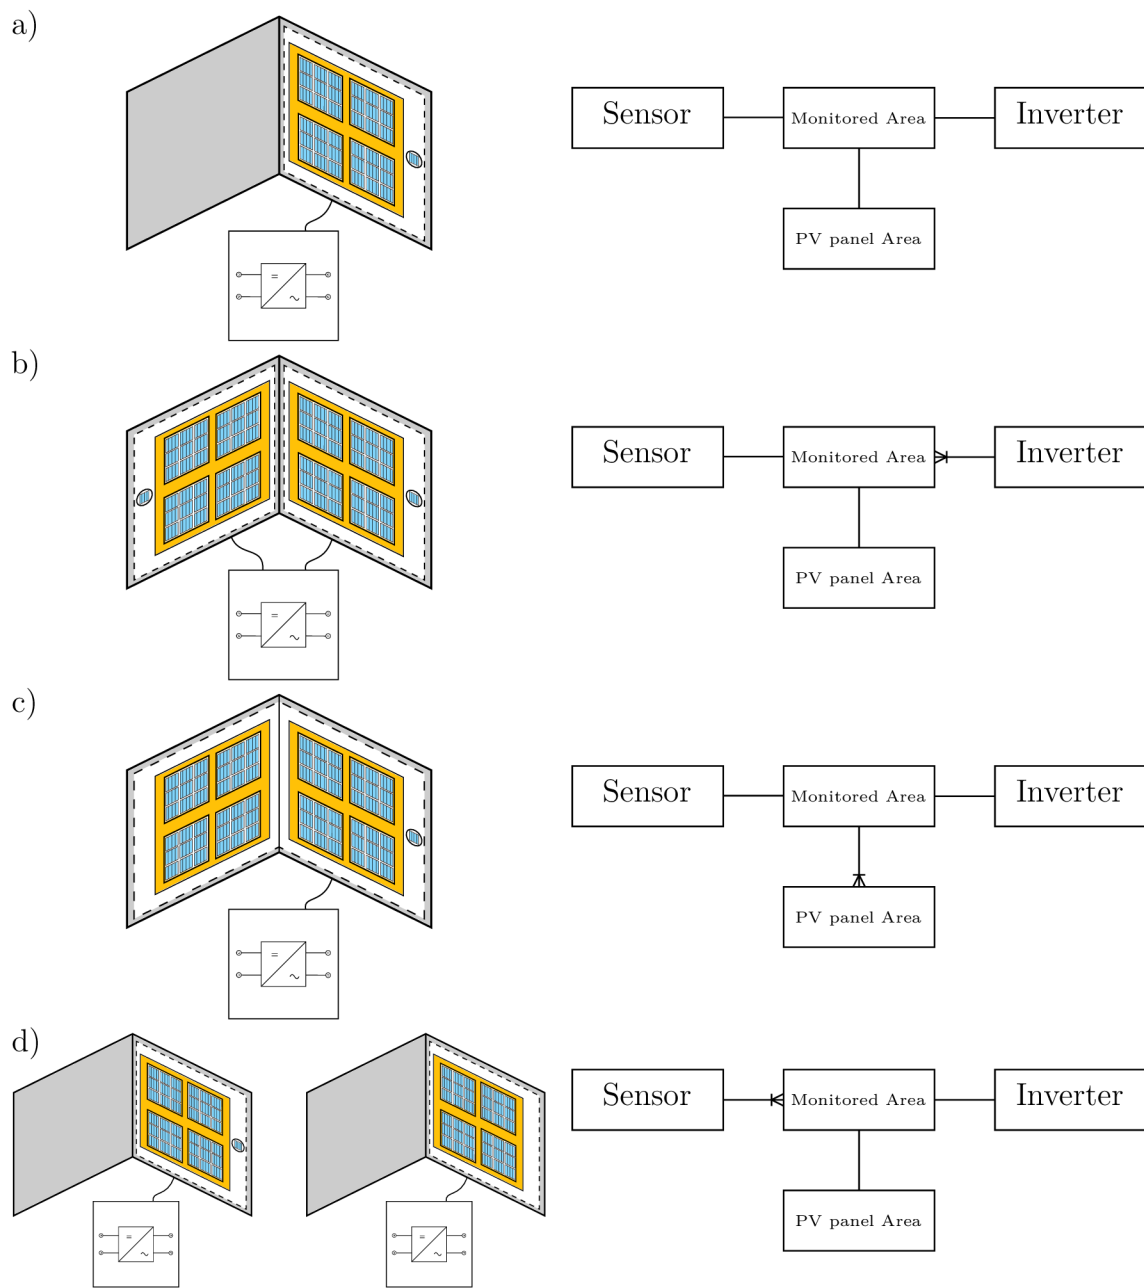 a)
Sensor
Monitored Area
Inverter
PV panel Area
b)
Sensor
Monitored Area
Inverter
PV panel Area
c)
Sensor
Monitored Area
Inverter
PV panel Area
d)
Sensor
Monitored Area
Inverter
PV panel Area